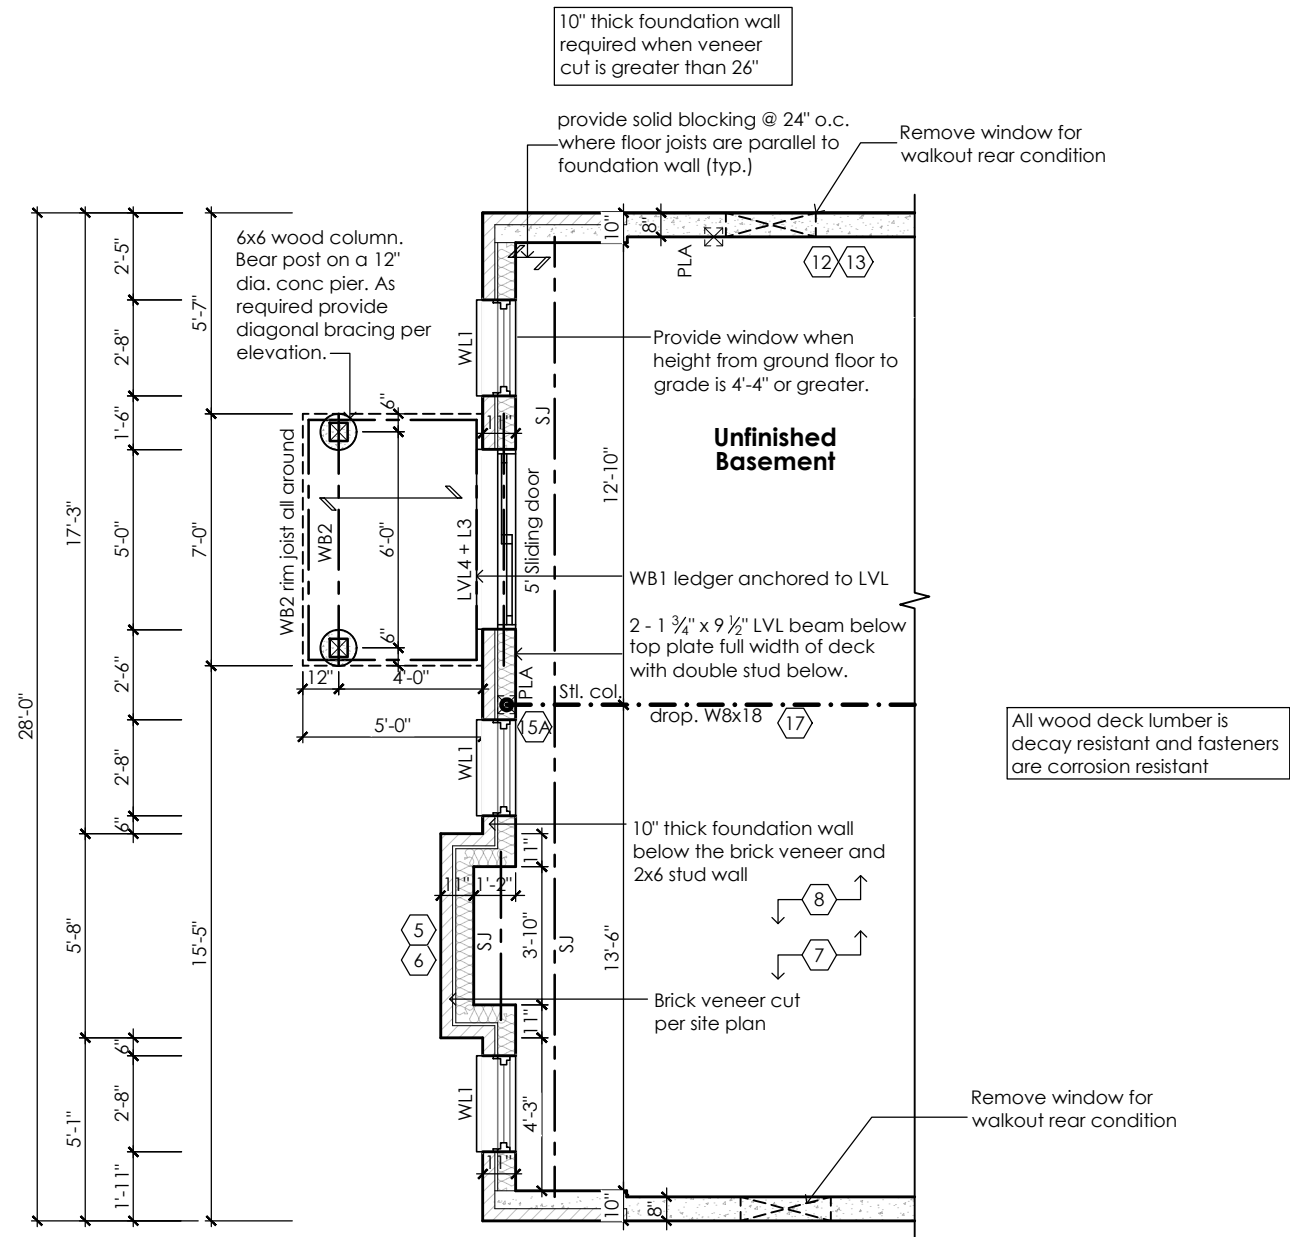 10" thick foundation wall
required when veneer
cut is greater than 26"
provide solid blocking @ 24" o.c.
where floor joists are parallel to
foundation wall (typ.)
Remove window for
walkout rear condition
6x6 wood column.
Bear post on a 12"
dia. conc pier. As
required provide
diagonal bracing per
elevation.
10"
8"
PLA
12
13
2'-5"
5'-7"
2'-8"
WL1
Provide window when
height from ground floor to
grade is 4'-4" or greater.
1'-6"
6"
11"
SJ
Unfinished
Basement
12'-10"
17'-3"
5'-0"
7'-0"
WB2 rim joist all around
WB2
6'-0"
LVL4 + L3
5' Sliding door
WB1 ledger anchored to LVL
2 - 1 ¾" x 9 ½" LVL beam below
top plate full width of deck
with double stud below.
6"
2'-6"
12"
4'-0"
PLA
Stl. col.
drop. W8x18
17
15A
5'-0"
28'-0"
2'-8"
WL1
All wood deck lumber is
decay resistant and fasteners
are corrosion resistant
6"
10" thick foundation wall
below the brick veneer and
2x6 stud wall
11"
11"
1'-2"
5
6
8
7
5'-8"
15'-5"
SJ
3'-10"
SJ
13'-6"
Brick veneer cut
per site plan
11"
6"
2'-8"
5'-1"
WL1
4'-3"
Remove window for
walkout rear condition
11"
1'-11"
10"
8"